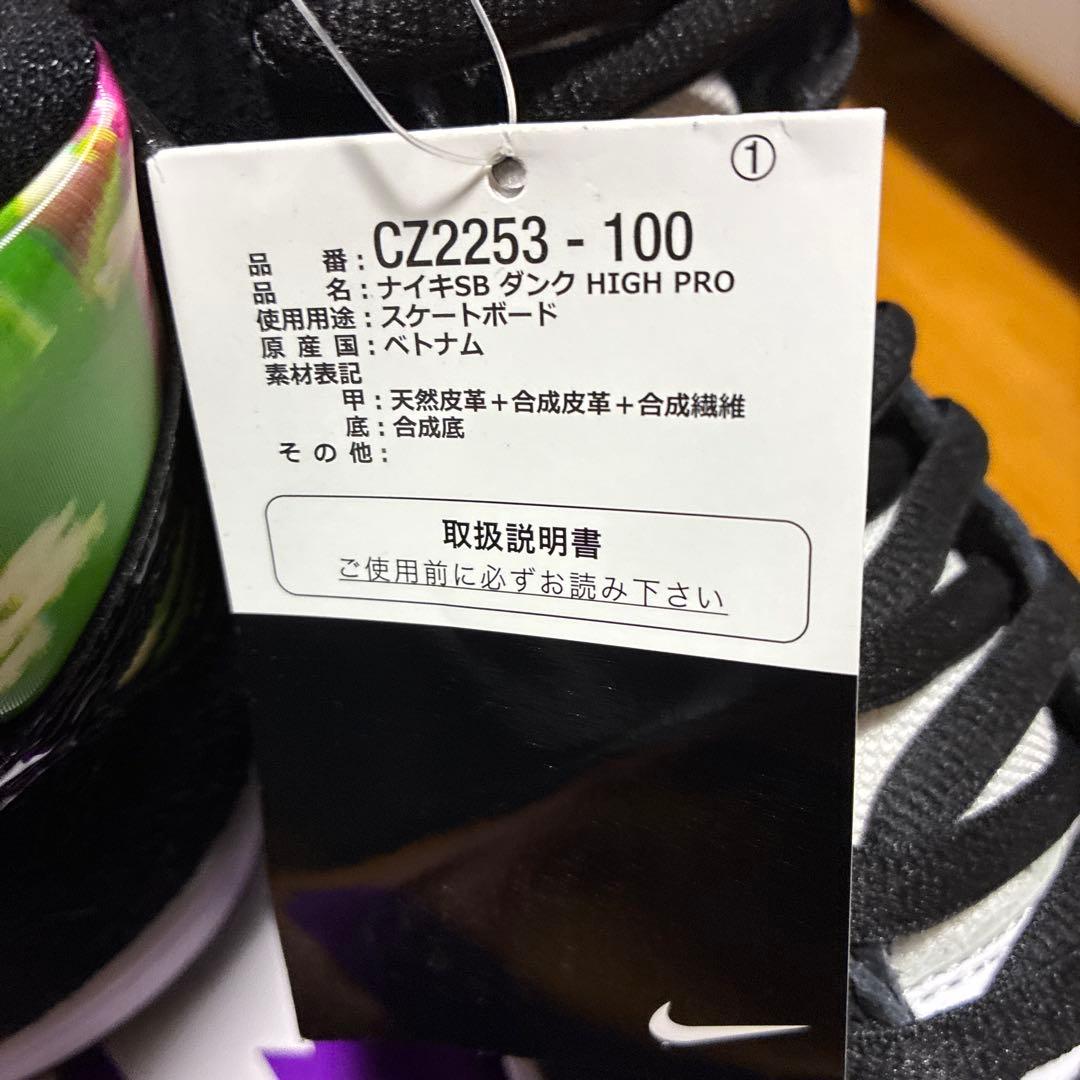 ①
品 番：CZ2253 - 100
品 名：ナイキSB ダンク HIGH PRO
使用用途：スケートボード
原産国：ベトナム
素材表記
甲：天然皮革＋合成皮革＋合成繊維
底：合成底
その他：
取扱説明書
ご使用前に必ずお読み下さい